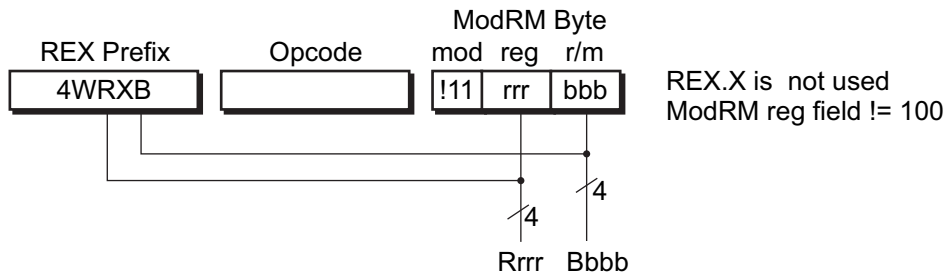 ModRM Byte
REX Prefix Opcode mod reg r/m
4WRXB !11 rrr bbb
REX.X is not used
ModRM reg field != 100
4
4
Rrrr Bbbb